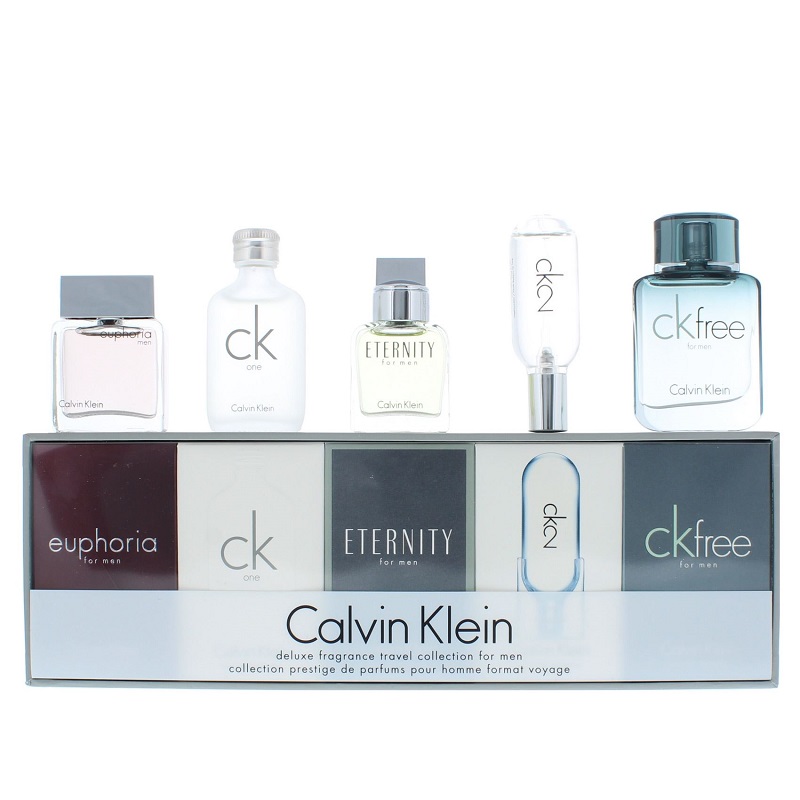 euphoria
men
Calvin Klein
ck
one
Calvin Klein
ETERNITY
for men
Calvin Klein
ck2
ckfree
for men
Calvin Klein
euphoria
for men
ck
one
ETERNITY
for men
ck2
ckfree
for men
Calvin Klein
deluxe fragrance travel collection for men
collection prestige de parfums pour homme format voyage